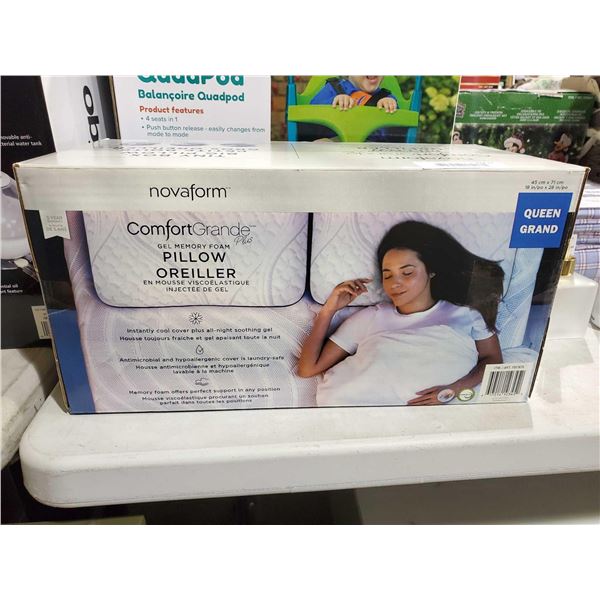 QuadPod
Balançoire Quadpod
Product features
• 4 seats in 1
• Push button release - easily changes from
mode to mode
novaform™
45 cm x 71 cm
18 in/po x 28 in/po
QUEEN
GRAND
5 YEAR
ComfortGrande™
Plus
GEL MEMORY FOAM
PILLOW
OREILLER
EN MOUSSE VISCOÉLASTIQUE
INJECTÉE DE GEL
Instantly cool cover plus all-night soothing gel
Housse toujours fraîche et gel apaisant toute la nuit
Antimicrobial and hypoallergenic cover is laundry-safe
Housse antimicrobienne et hypoallergénique
lavable à la machine
Memory foam offers perfect support in any position
Mousse viscoélastique procurant un soutien
parfait dans toutes les positions